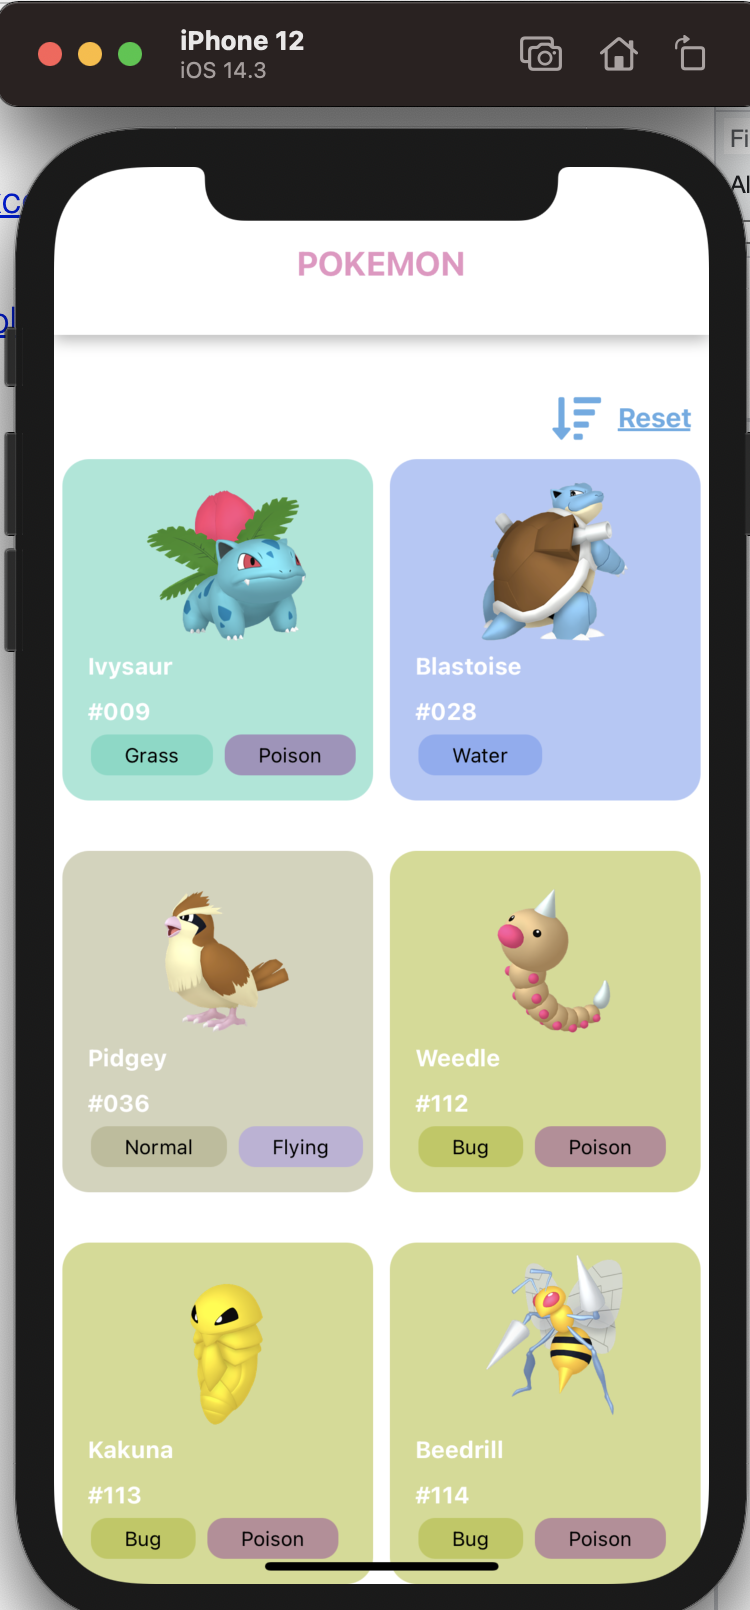 iPhone 12
iOS 14.3
Fi
Al
POKEMON
Reset
Ivysaur
#009
Grass Poison
Blastoise
#028
Water
Pidgey
#036
Normal Flying
Weedle
#112
Bug Poison
Kakuna
#113
Bug Poison
Beedrill
#114
Bug Poison